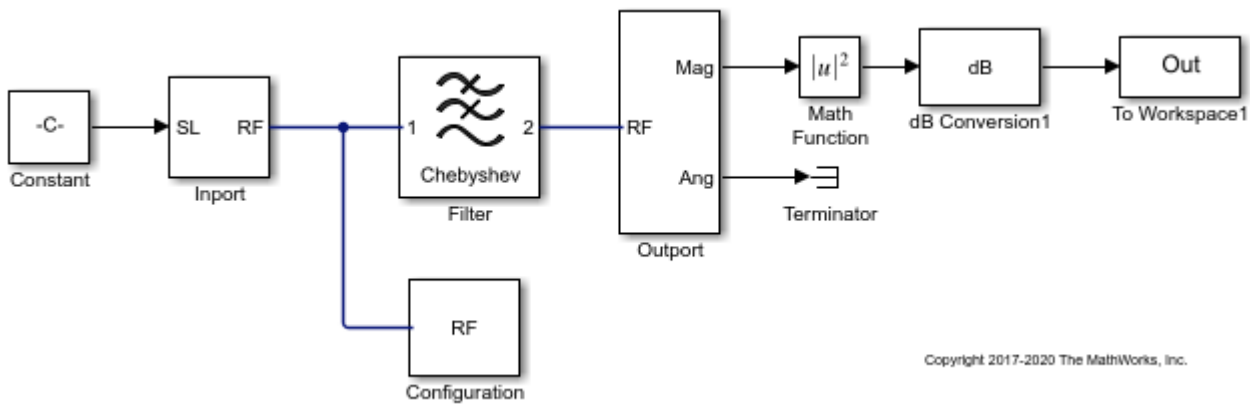 -C-
Constant
SL RF
Inport
1 2
Chebyshev
Filter
RF
Configuration
Mag
RF
Ang
Outport
|u|²
Math
Function
dB
dB Conversion1
Out
To Workspace1
Terminator
Copyright 2017-2020 The MathWorks, Inc.